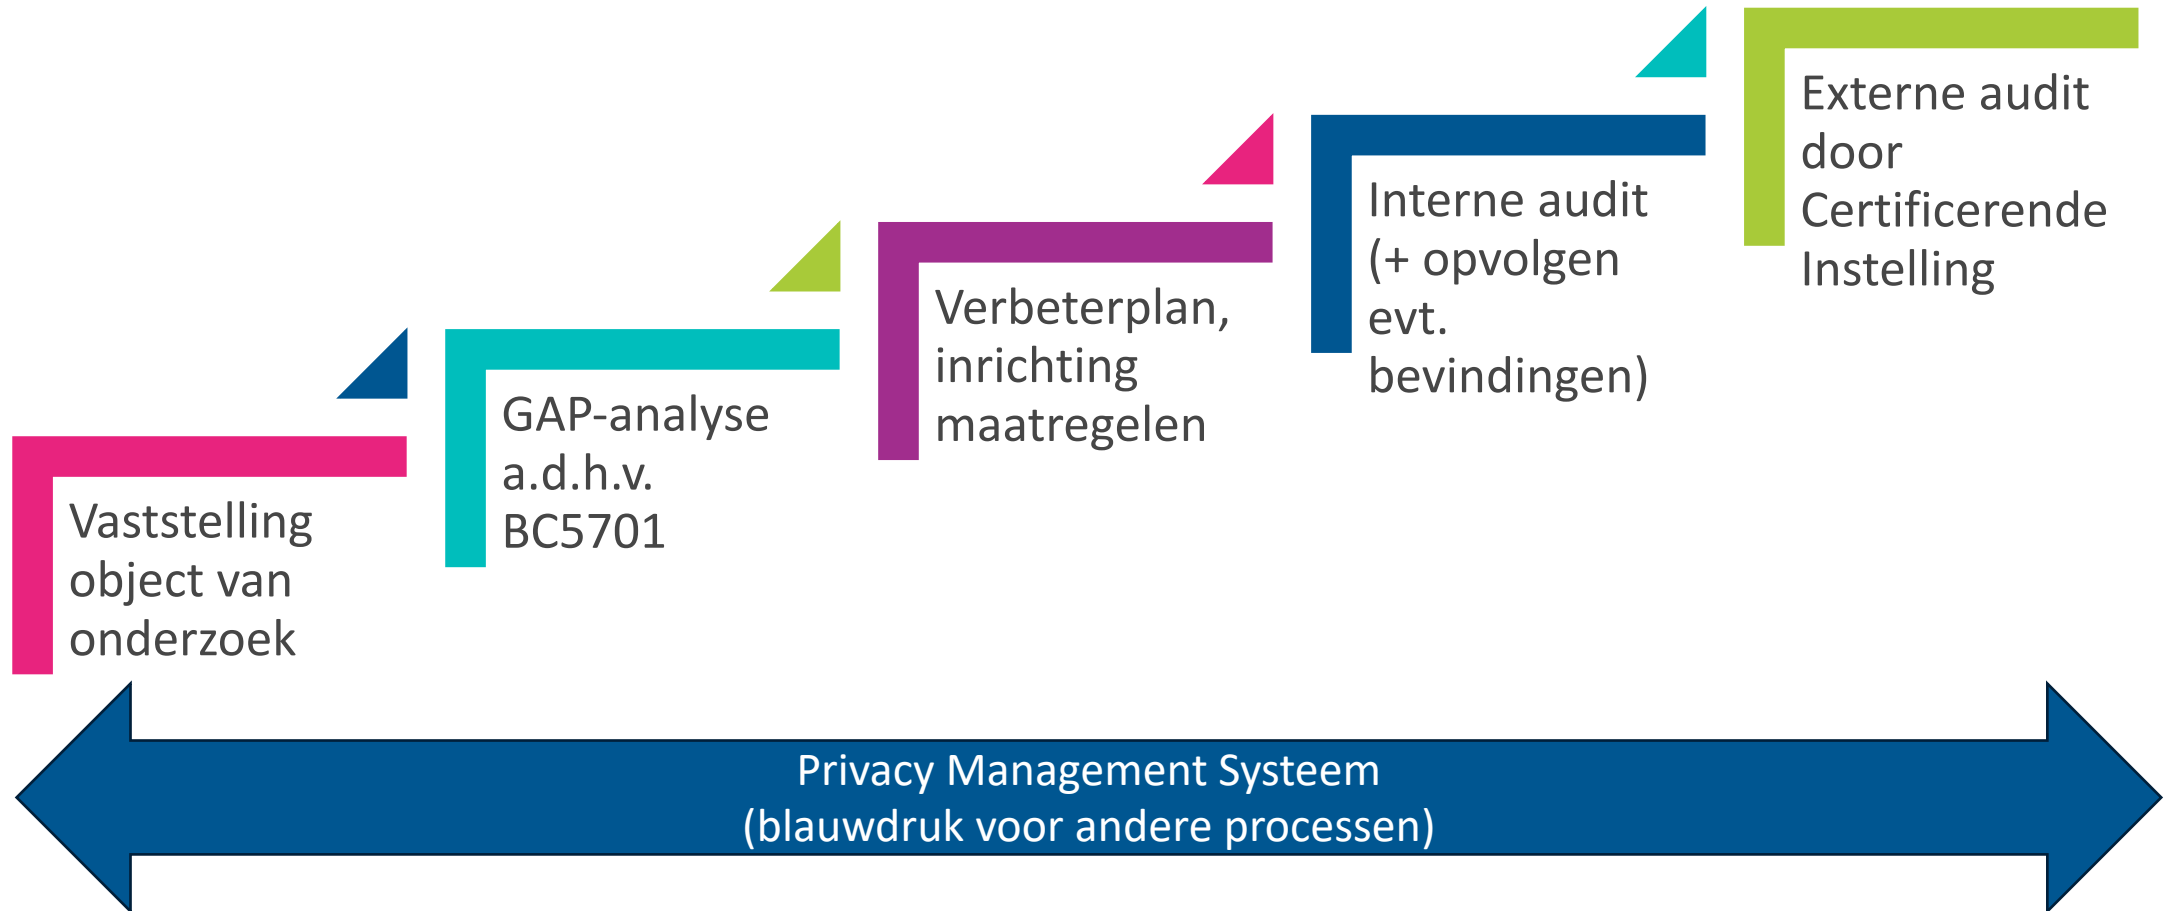 Vaststelling
object van
onderzoek
GAP-analyse
a.d.h.v.
BC5701
Verbeterplan,
inrichting
maatregelen
Interne audit
(+ opvolgen
evt.
bevindingen)
Externe audit
door
Certificerende
Instelling
Privacy Management Systeem
(blauwdruk voor andere processen)